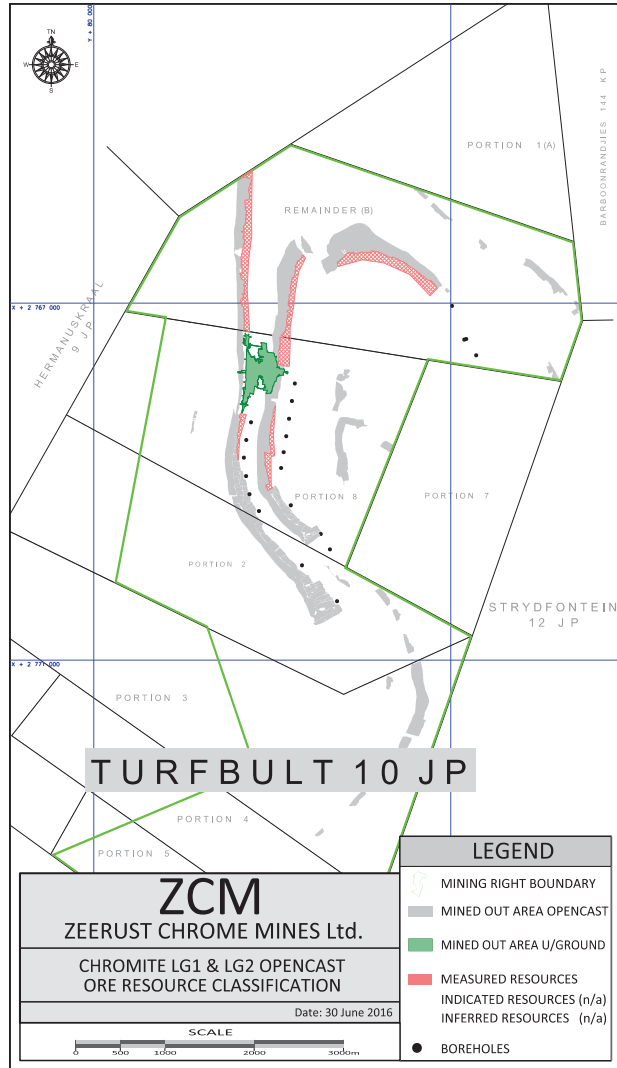 Y + 80 000
TN
W E
S
PORTION 1(A)
BARBOONRANDJIES 144 KP
REMAINDER (B)
X + 2 767 000
HERMANUSKRAAL
9 JP
PORTION 8
PORTION 7
PORTION 2
STRYDFONTEIN
12 JP
X + 2 771 000
PORTION 3
TURFBULT 10 JP
PORTION 4
PORTION 5
ZCM
ZEERUST CHROME MINES Ltd.
CHROMITE LG1 & LG2 OPENCAST
ORE RESOURCE CLASSIFICATION
Date: 30 June 2016
SCALE
0 500 1000 2000 3000m
LEGEND
MINING RIGHT BOUNDARY
MINED OUT AREA OPENCAST
MINED OUT AREA U/GROUND
MEASURED RESOURCES
INDICATED RESOURCES (n/a)
INFERRED RESOURCES (n/a)
BOREHOLES